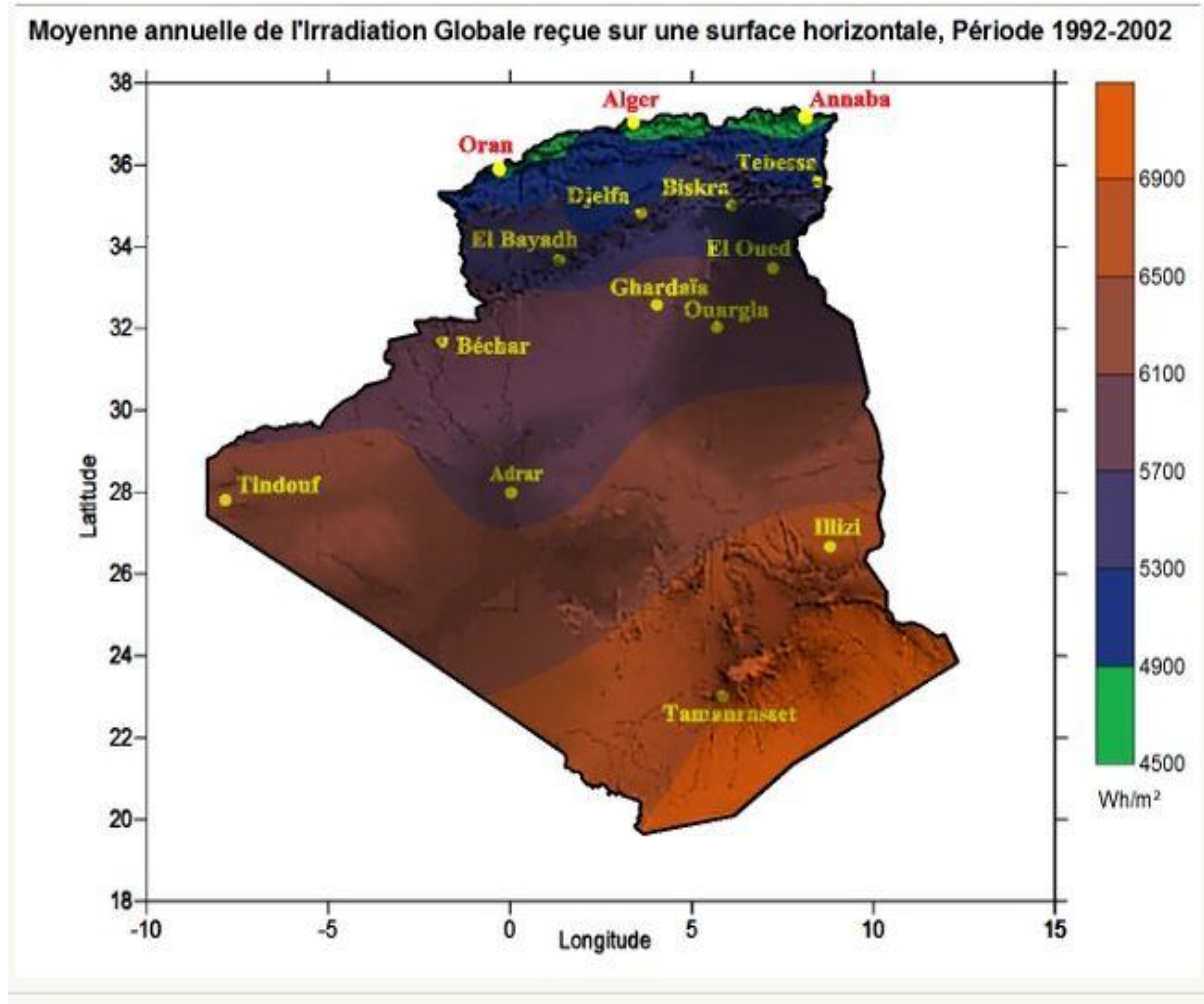 Moyenne annuelle de l'Irradiation Globale reçue sur une surface horizontale, Période 1992-2002
38
36
34
32
30
28
26
24
22
20
18
Latitude
-10
-5
0
5
10
15
Longitude
Alger
Annaba
Oran
Tebessa
Biskra
Djelfa
El Bayadh
El Oued
Ghardaïa
Ouargla
Béchar
Adrar
Tindouf
Illizi
Tamanrasset
6900
6500
6100
5700
5300
4900
4500
Wh/m²